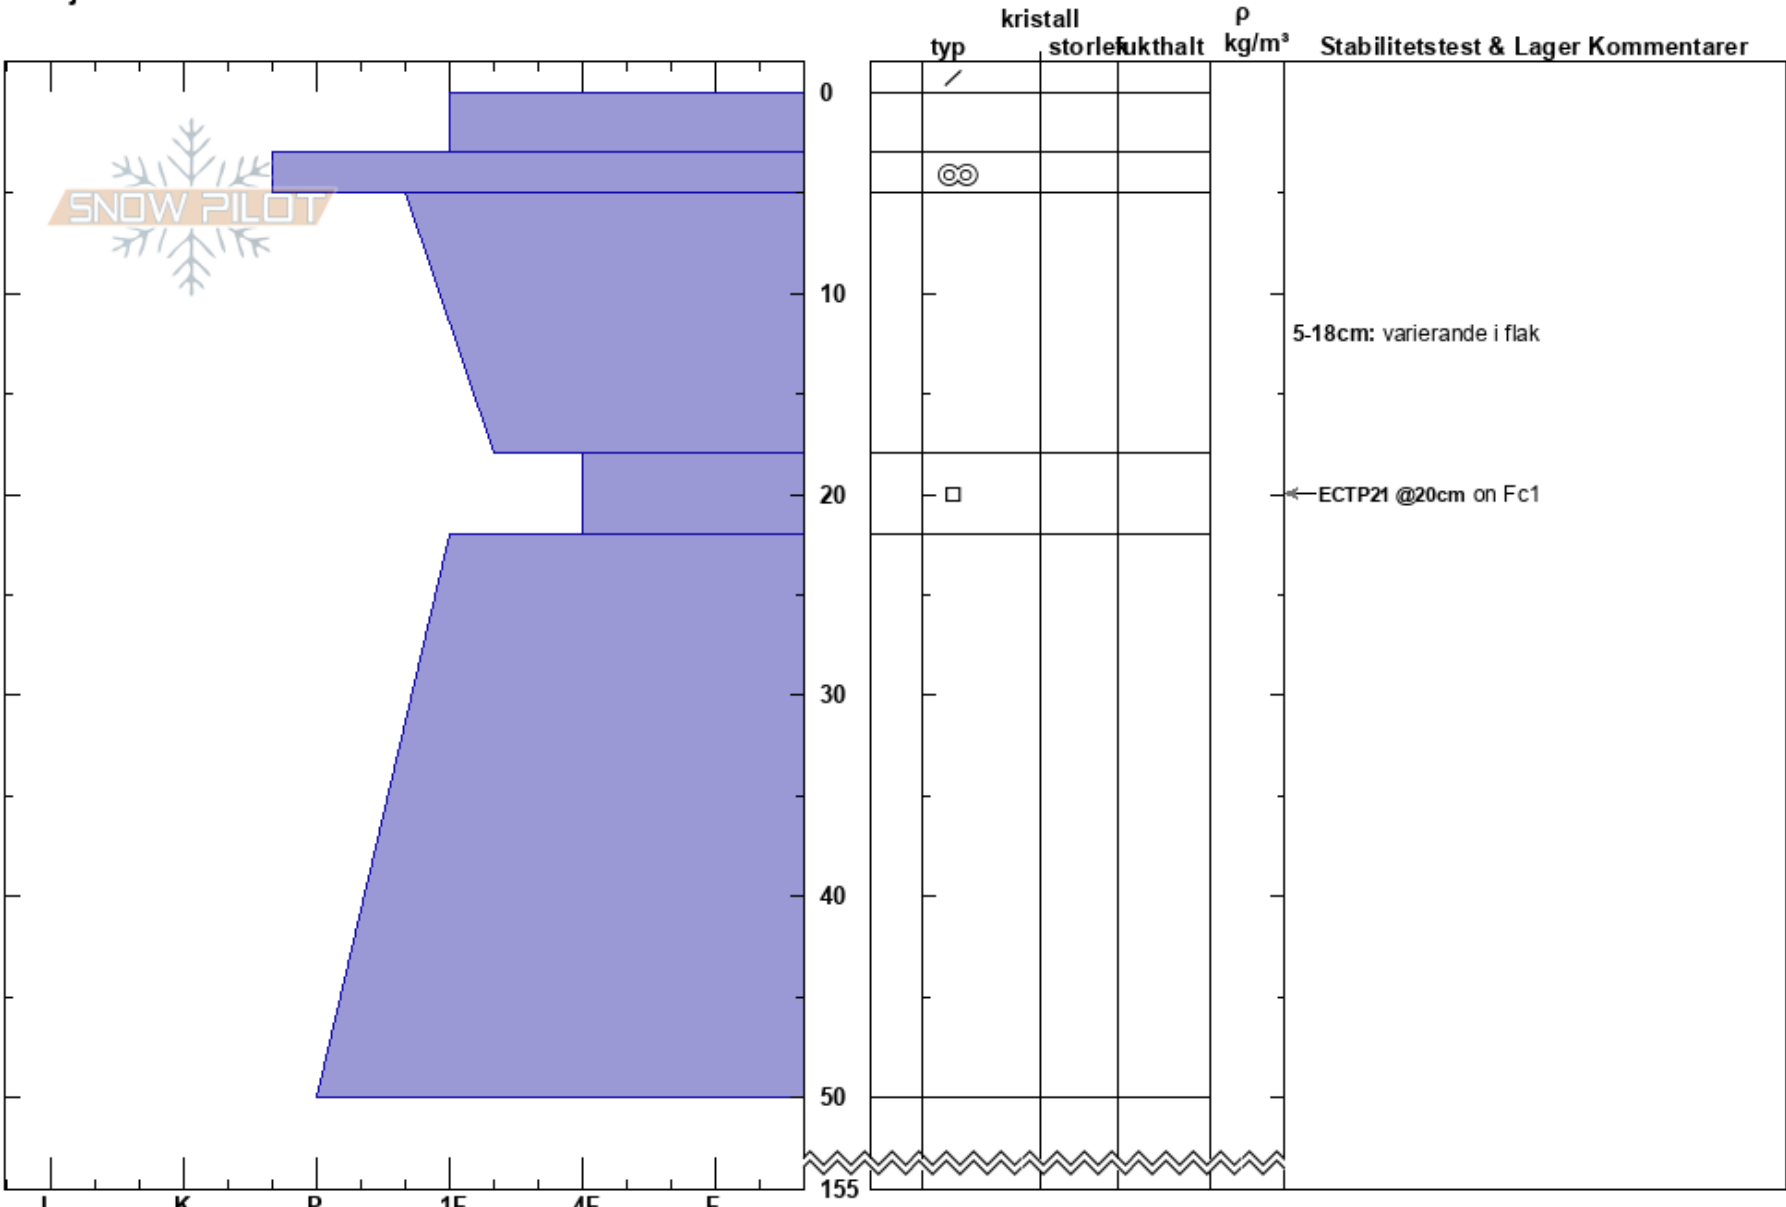 kristall ρ
typ storlek fukthalt kg/m³ Stabilitetstest & Lager Kommentarer
0
SNOW PILOT
10
5-18cm: varierande i flak
20 ECTP21 @20cm on Fc1
30
40
50
155
I K P 1F 4F F